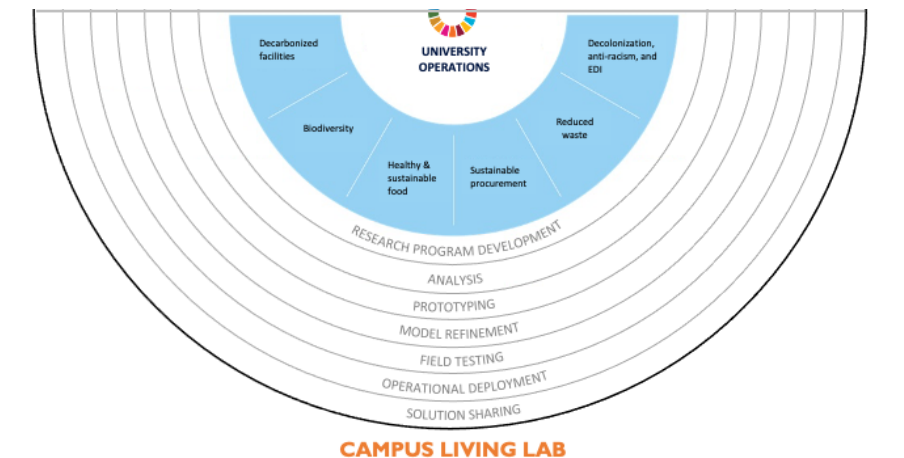 UNIVERSITY
OPERATIONS
Decarbonized
facilities
Biodiversity
Healthy &
sustainable
food
Sustainable
procurement
Reduced
waste
Decolonization,
anti-racism, and
EDI
RESEARCH PROGRAM DEVELOPMENT
ANALYSIS
PROTOTYPING
MODEL REFINEMENT
FIELD TESTING
OPERATIONAL DEPLOYMENT
SOLUTION SHARING
CAMPUS LIVING LAB